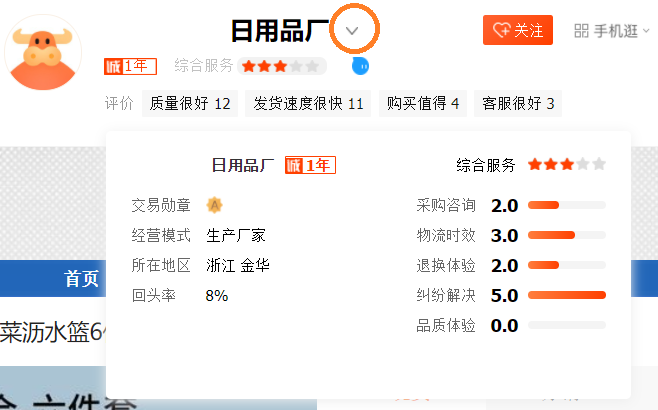 日用品厂
关注
手机逛
诚1年 综合服务
评价 质量很好 12 发货速度很快 11 购买值得 4 客服很好 3
日用品厂 诚1年 综合服务
交易勋章 A 采购咨询 2.0
经营模式 生产厂家 物流时效 3.0
所在地区 浙江 金华 退换体验 2.0
回头率 8% 纠纷解决 5.0
品质体验 0.0
首页
菜沥水篮6
六件套